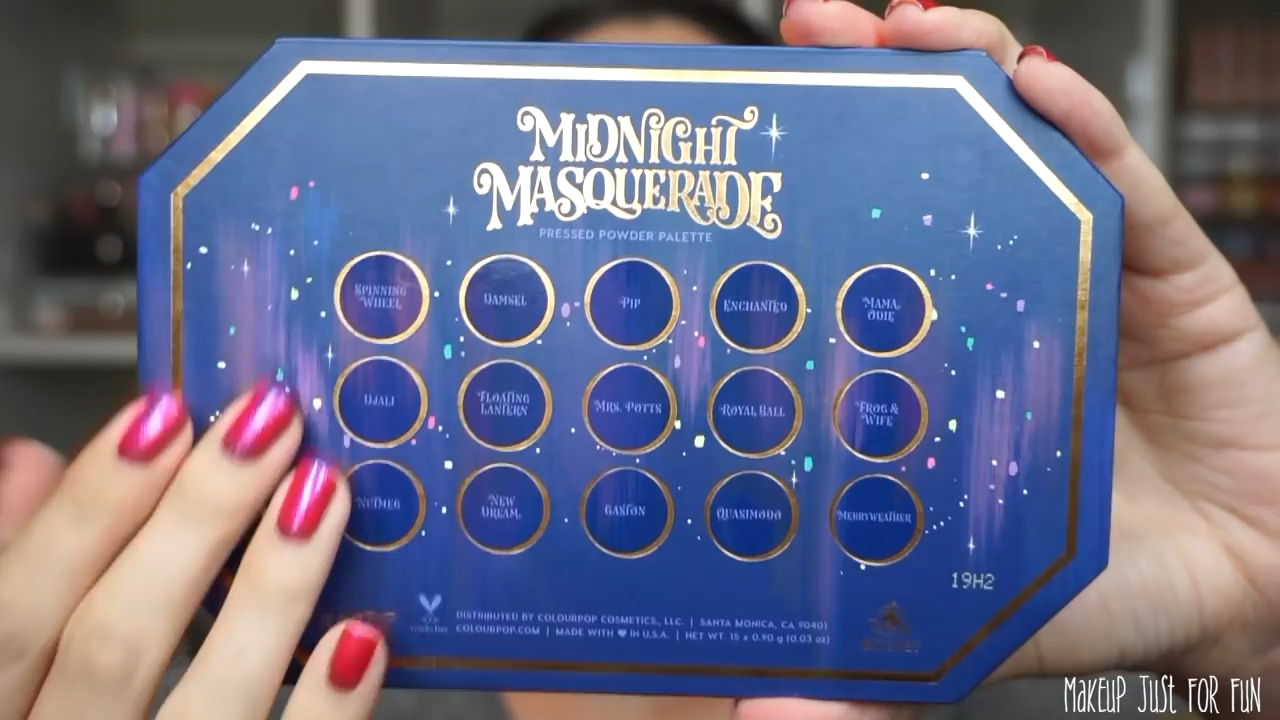 MIDNIGHT
MASQUERADE
PRESSED POWDER PALETTE
SPINNING
WHEEL
DAMSEL
PIP
ENCHANTED
MAMA
ODIE
DJALI
FLOATING
LANTERN
MRS. POTTS
ROYAL BALL
FROG &
WIFE
NUTMEG
NEW
DREAM
GASTON
QUASIMODO
MERRYWEATHER
19H2
DISTRIBUTED BY COLOURPOP COSMETICS, LLC. | SANTA MONICA, CA 90401
COLOURPOP.COM | MADE WITH ❤ IN U.S.A. | NET WT. 15 x 0.90 g (0.03 oz)
MAKEUP JUST FOR FUN